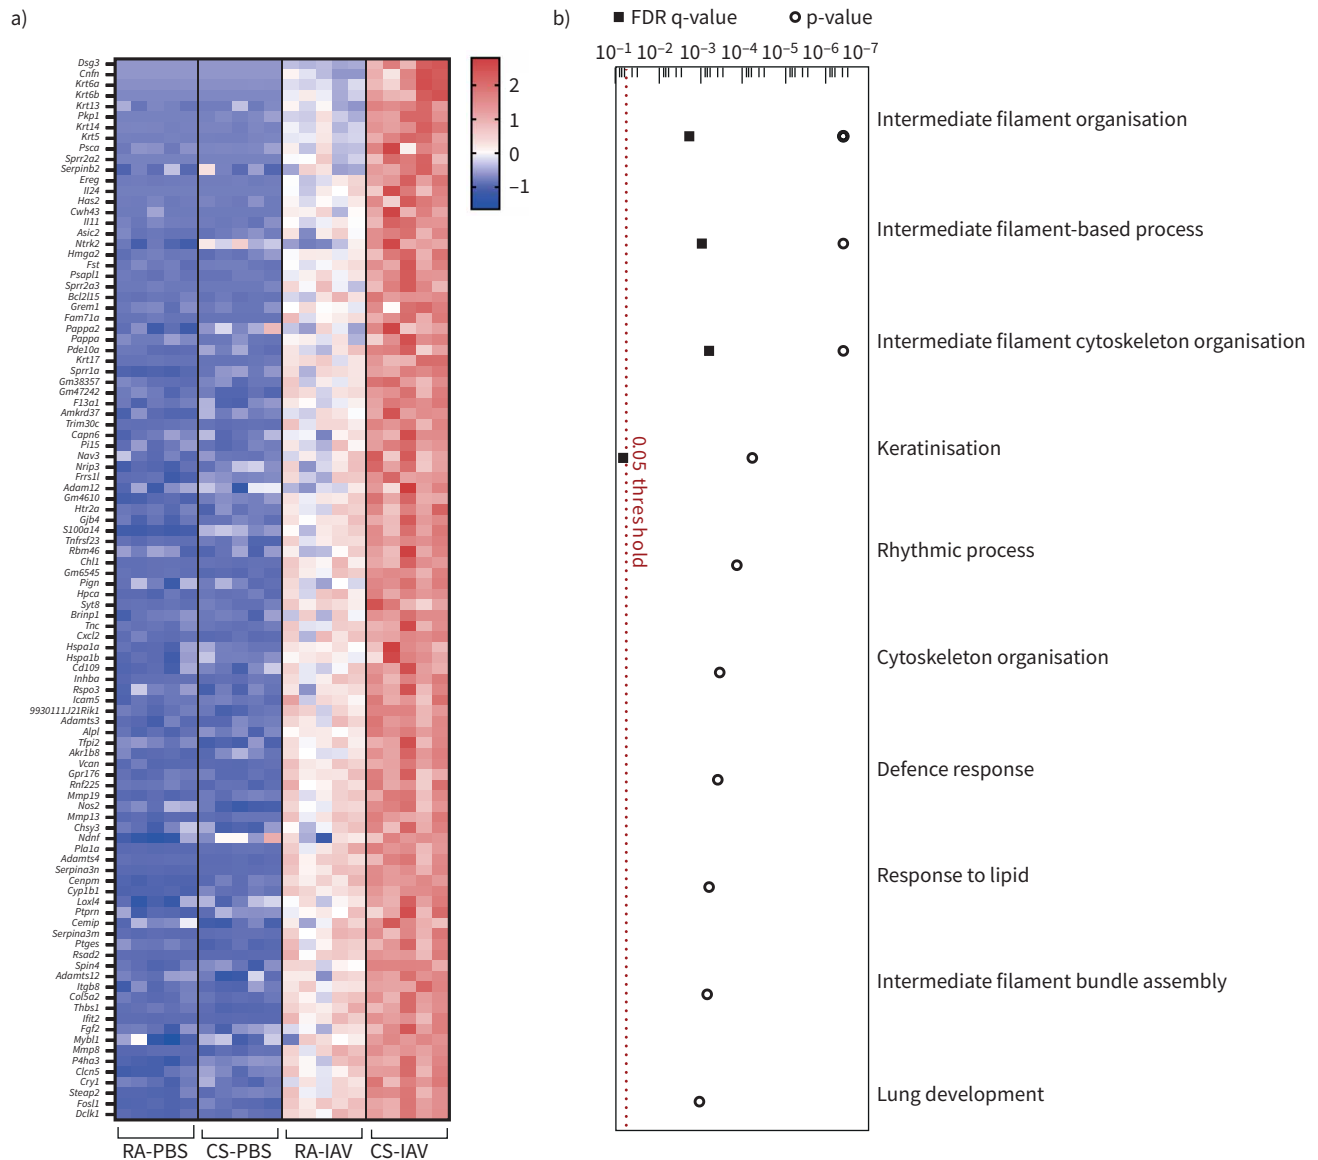 a)
Dsg3
Cnfn
Krt6a
Krt6b
Krt13
Pkp1
Krt14
Krt5
Psca
Sprr2a2
Serpinb2
Ereg
Il24
Has2
Cwh43
Il11
Asic2
Ntrk2
Hmga2
Fst
Psapl1
Sprr2a3
Bcl2l15
Grem1
Fam71a
Pappa2
Pappa
Pde10a
Krt17
Sprr1a
Gm38357
Gm47242
F13a1
Amkrd37
Trim30c
Capn6
Pi15
Nav3
Nrip3
Frrs1l
Adam12
Gm4610
Htr2a
Gjb4
S100a14
Tnfrsf23
Rbm46
Chl1
Gm6545
Pign
Hpca
Syt8
Brinp1
Tnc
Cxcl2
Hspa1a
Hspa1b
Cd109
Inhba
Rspo3
Icam5
9930111J21Rik1
Adamts3
Alpl
Tfpi2
Akr1b8
Vcan
Gpr176
Rnf225
Mmp19
Nos2
Mmp13
Chsy3
Ndnf
Pla1a
Adamts4
Serpina3n
Cenpm
Cyp1b1
Loxl4
Ptprn
Cemip
Serpina3m
Ptges
Rsad2
Spin4
Adamts12
Itgb8
Col5a2
Thbs1
Ifit2
Fgf2
Mybl1
Mmp8
P4ha3
Clcn5
Cry1
Steap2
Fosl1
Dclk1
RA-PBS CS-PBS RA-IAV CS-IAV
2
1
0
−1
b)
FDR q-value p-value
10⁻¹ 10⁻² 10⁻³ 10⁻⁴ 10⁻⁵ 10⁻⁶ 10⁻⁷
0.05 threshold
Intermediate filament organisation
Intermediate filament-based process
Intermediate filament cytoskeleton organisation
Keratinisation
Rhythmic process
Cytoskeleton organisation
Defence response
Response to lipid
Intermediate filament bundle assembly
Lung development